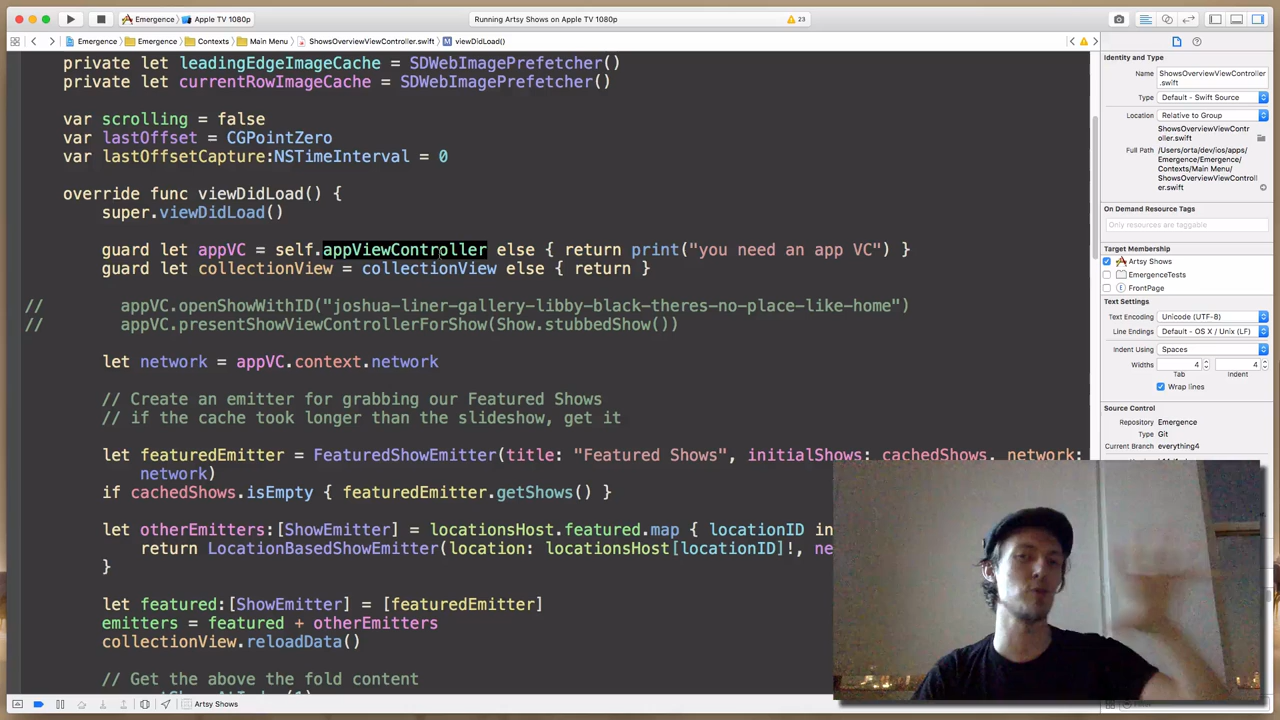 Emergence Apple TV 1080p
Running Artsy Shows on Apple TV 1080p
23
Emergence Emergence Contexts Main Menu ShowsOverviewViewController.swift M viewDidLoad()
private let leadingEdgeImageCache = SDWebImagePrefetcher()
private let currentRowImageCache = SDWebImagePrefetcher()
var scrolling = false
var lastOffset = CGPointZero
var lastOffsetCapture:NSTimeInterval = 0
override func viewDidLoad() {
super.viewDidLoad()
guard let appVC = self.appViewController else { return print("you need an app VC") }
guard let collectionView = collectionView else { return }
// appVC.openShowWithID("joshua-liner-gallery-libby-black-theres-no-place-like-home")
// appVC.presentShowViewControllerForShow(Show.stubbedShow())
let network = appVC.context.network
// Create an emitter for grabbing our Featured Shows
// if the cache took longer than the slideshow, get it
let featuredEmitter = FeaturedShowEmitter(title: "Featured Shows", initialShows: cachedShows, network:
network)
if cachedShows.isEmpty { featuredEmitter.getShows() }
let otherEmitters:[ShowEmitter] = locationsHost.featured.map { locationID in
return LocationBasedShowEmitter(location: locationsHost[locationID]!, ne
}
let featured:[ShowEmitter] = [featuredEmitter]
emitters = featured + otherEmitters
collectionView.reloadData()
// Get the above the fold content
Artsy Shows
Identity and Type
Name ShowsOverviewViewController
.swift
Type Default - Swift Source
Location Relative to Group
ShowsOverviewViewContr
oller.swift
Full Path /Users/orta/dev/ios/apps/
Emergence/Emergence/
Contexts/Main Menu/
ShowsOverviewViewControll
er.swift
On Demand Resource Tags
Only resources are taggable
Target Membership
Artsy Shows
EmergenceTests
FrontPage
Text Settings
Text Encoding Unicode (UTF-8)
Line Endings Default - OS X / Unix (LF)
Indent Using Spaces
Widths 4 4
Tab Indent
Wrap lines
Source Control
Repository Emergence
Type Git
Current Branch everything4